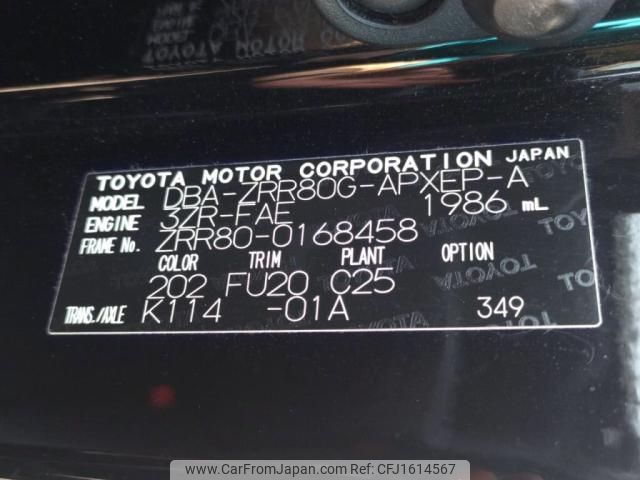 TOYOTA MOTOR CORPORATION JAPAN
MODEL DBA-ZRR80G-APXEP-A
ENGINE 3ZR-FAE 1986 mL
FRAME No. ZRR80-0168458
COLOR TRIM PLANT OPTION
202 FU20 C25
TRANS./AXLE K114 -01A 349
www.CarFromJapan.com - ID: CFJ1614567